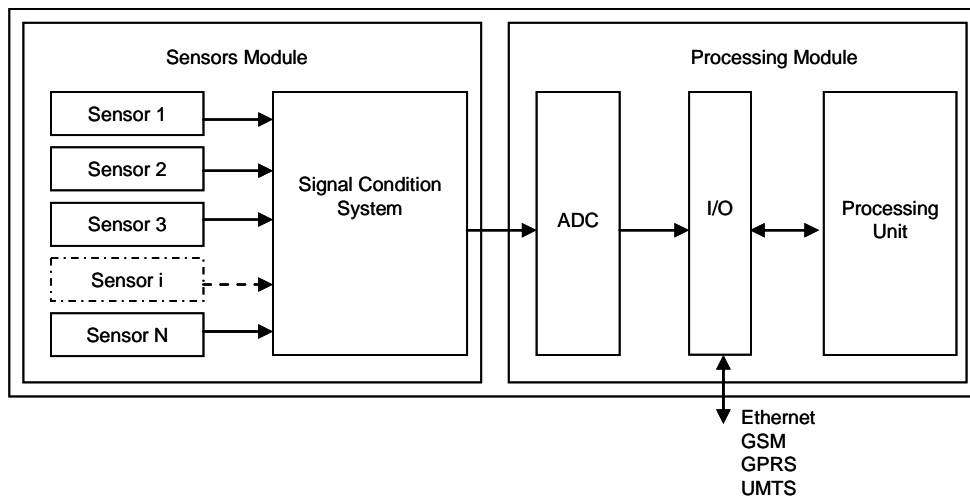 Sensors Module
Sensor 1
Sensor 2
Sensor 3
Sensor i
Sensor N
Signal Condition
System
Processing Module
ADC
I/O
Processing
Unit
Ethernet
GSM
GPRS
UMTS